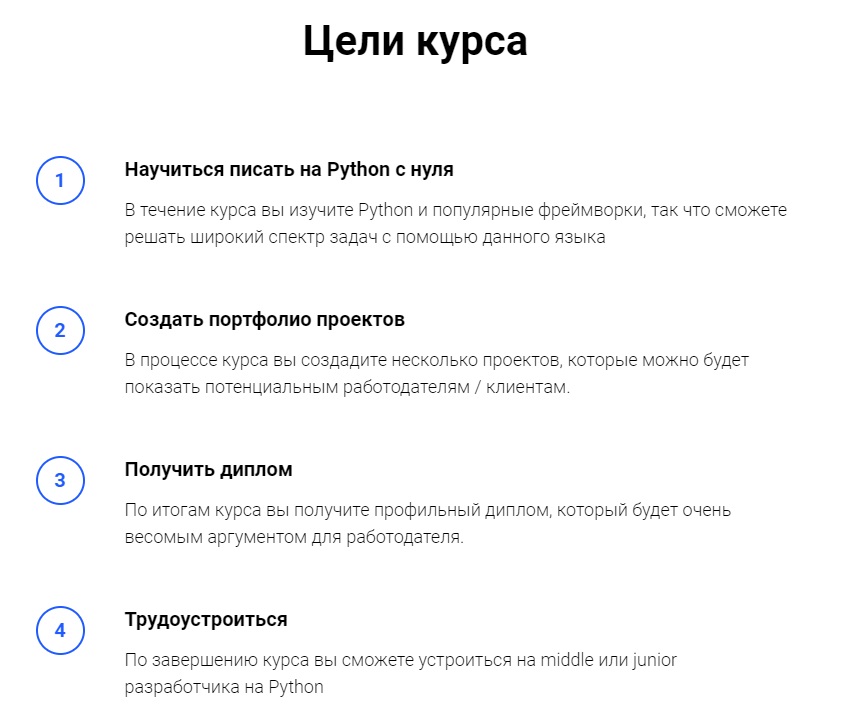 Цели курса
1
Научиться писать на Python с нуля
В течение курса вы изучите Python и популярные фреймворки, так что сможете
решать широкий спектр задач с помощью данного языка
2
Создать портфолио проектов
В процессе курса вы создадите несколько проектов, которые можно будет
показать потенциальным работодателям / клиентам.
3
Получить диплом
По итогам курса вы получите профильный диплом, который будет очень
весомым аргументом для работодателя.
4
Трудоустроиться
По завершению курса вы сможете устроиться на middle или junior
разработчика на Python